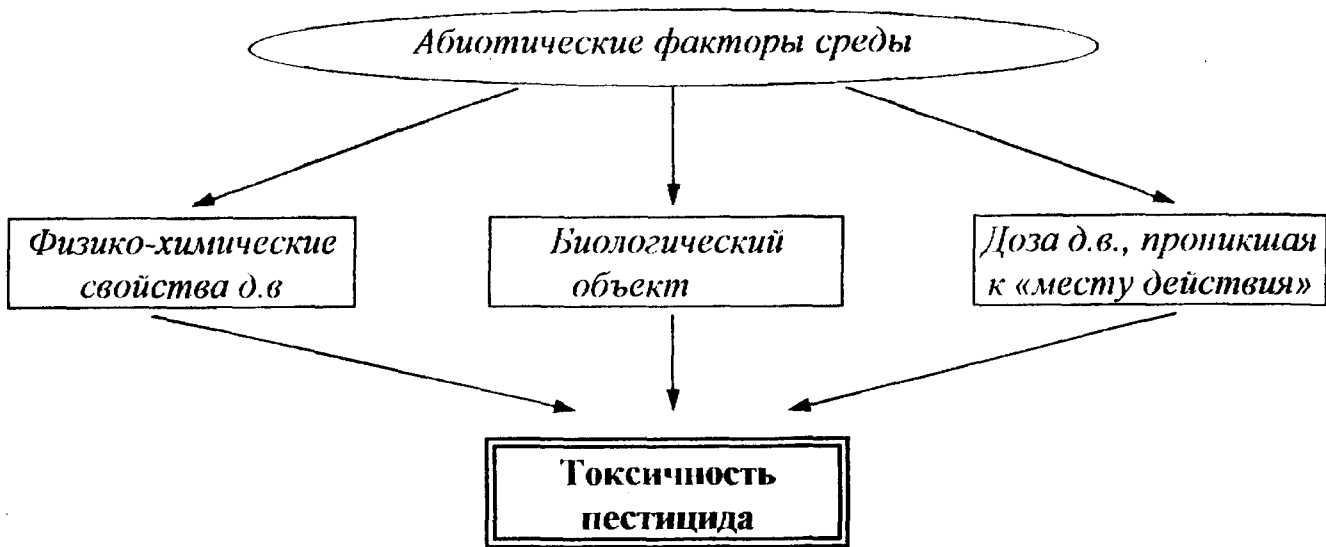 Абиотические факторы среды
Физико-химические
свойства д.в
Биологический
объект
Доза д.в., проникшая
к «месту действия»
Токсичность
пестицида